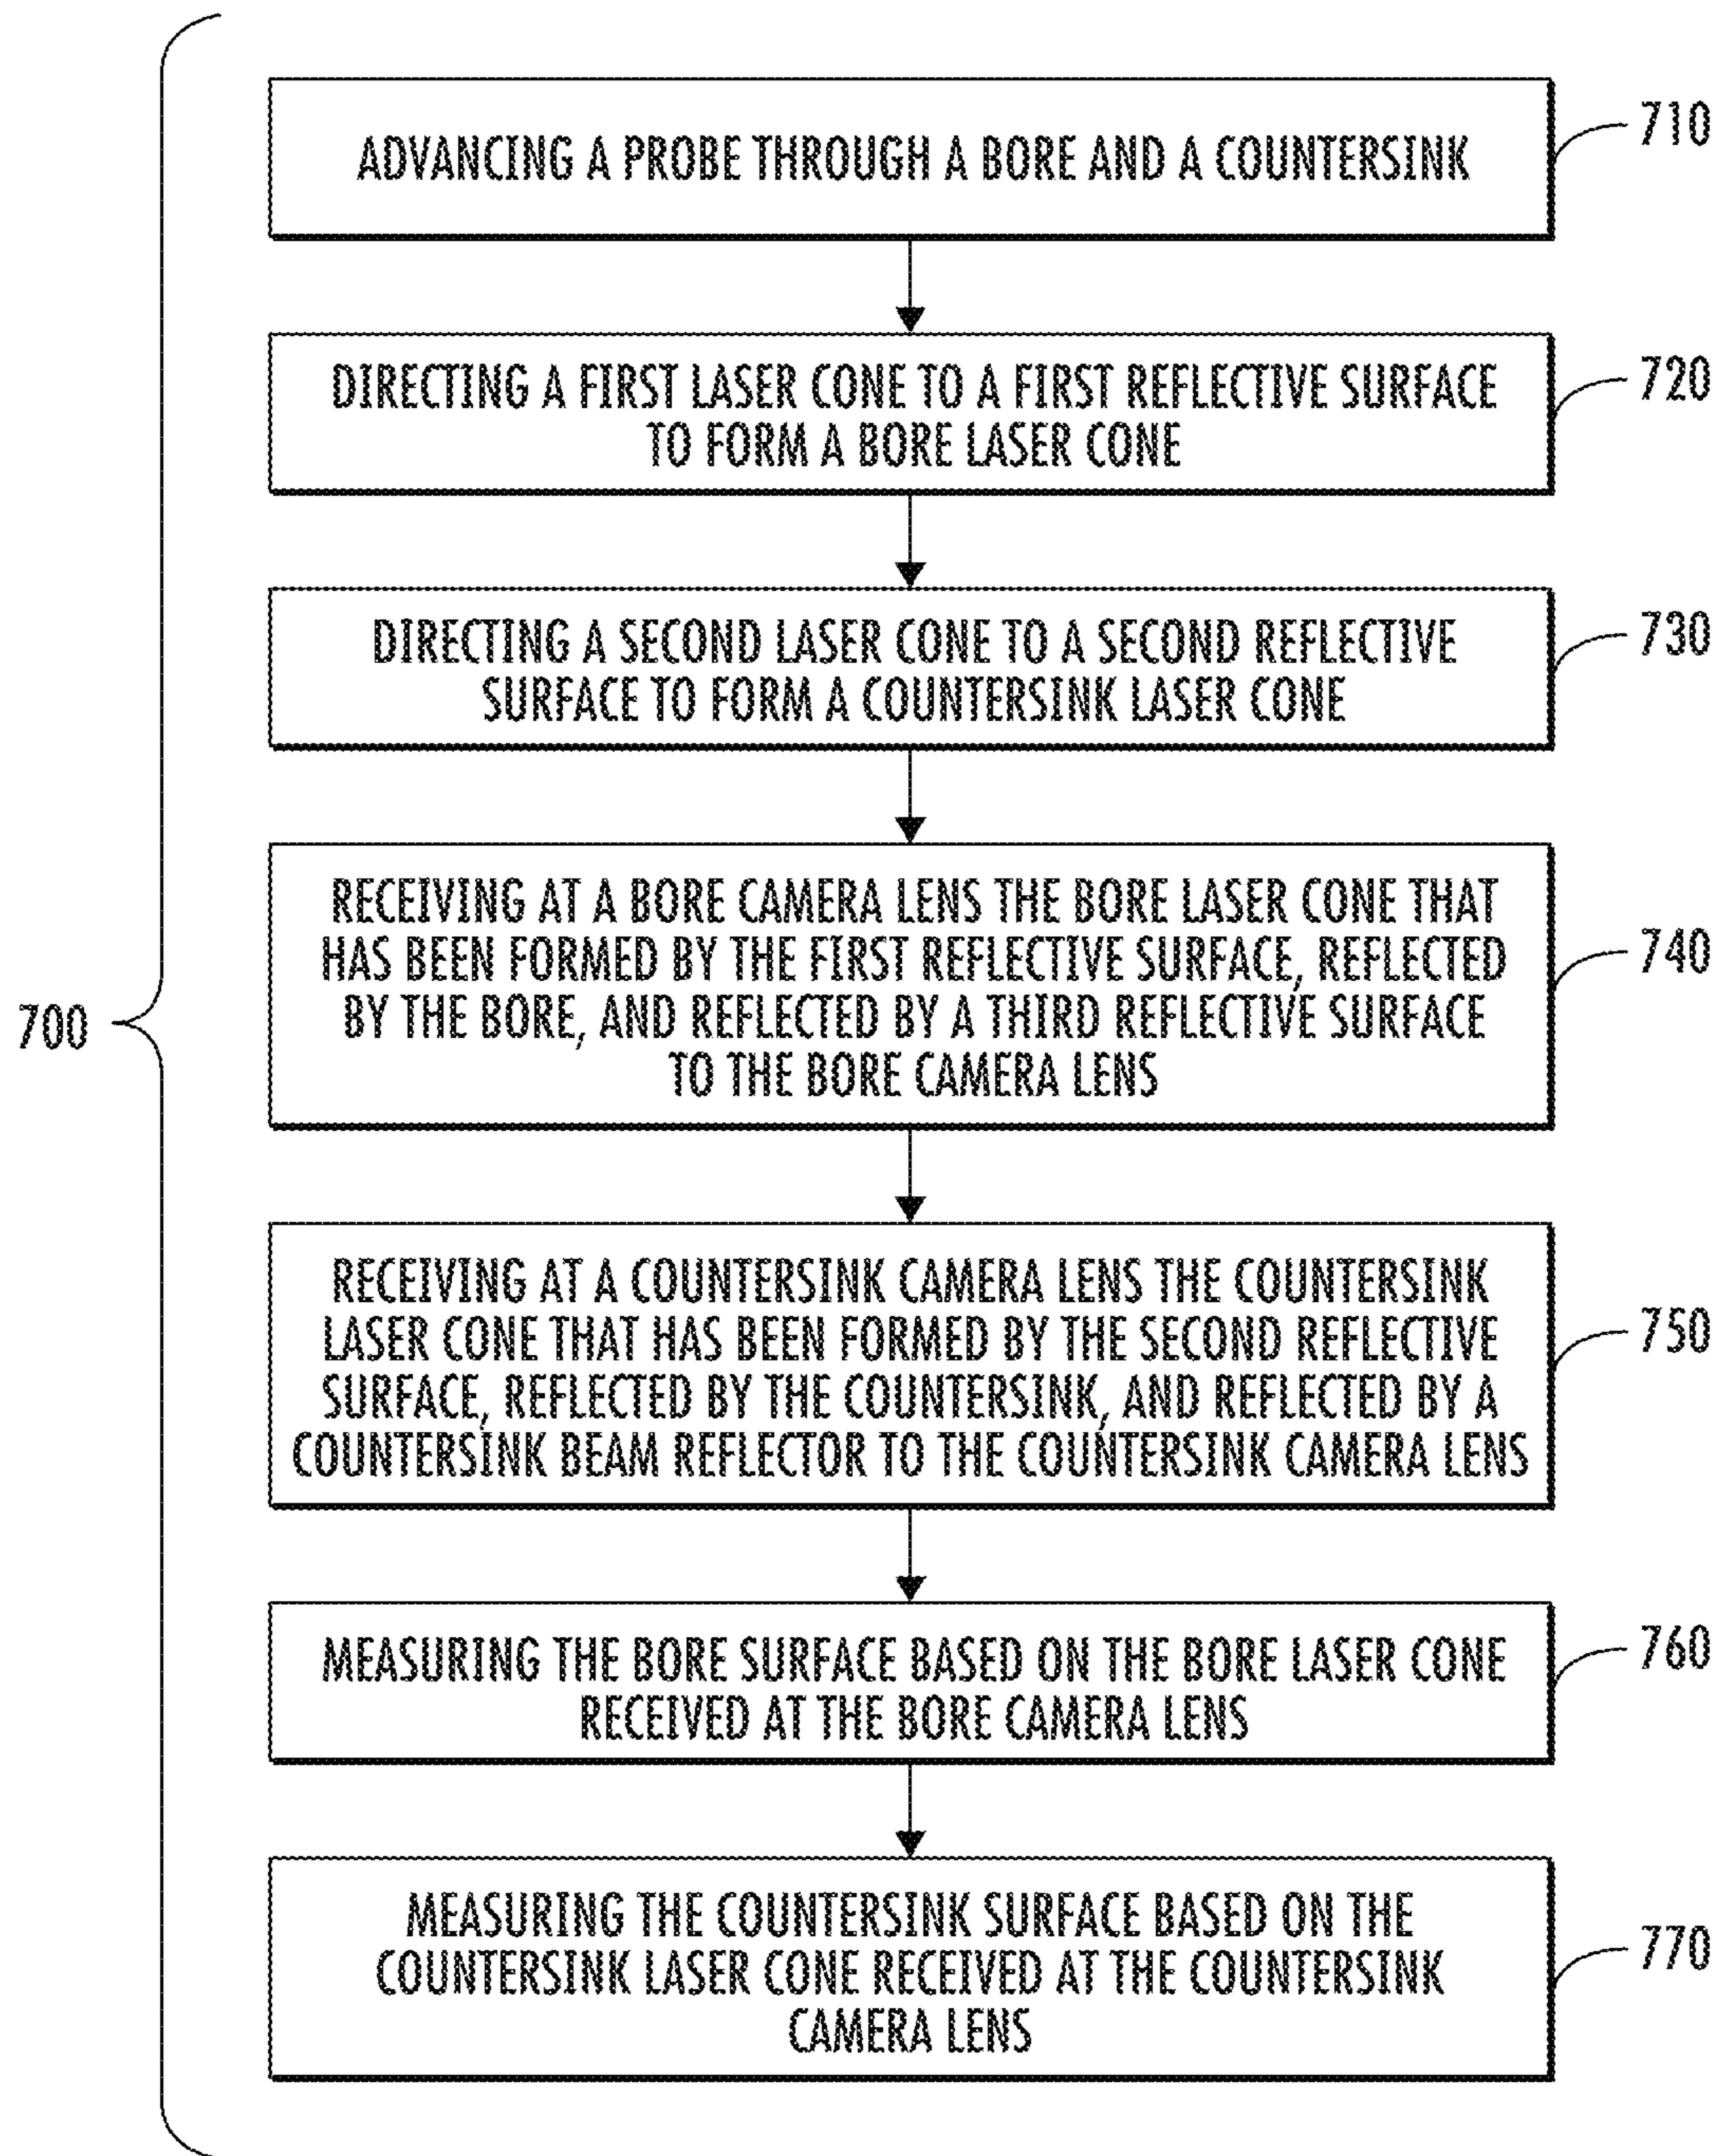 ADVANCING A PROBE THROUGH A BORE AND A COUNTERSINK
710
DIRECTING A FIRST LASER CONE TO A FIRST REFLECTIVE SURFACE
TO FORM A BORE LASER CONE
720
DIRECTING A SECOND LASER CONE TO A SECOND REFLECTIVE
SURFACE TO FORM A COUNTERSINK LASER CONE
730
RECEIVING AT A BORE CAMERA LENS THE BORE LASER CONE THAT
HAS BEEN FORMED BY THE FIRST REFLECTIVE SURFACE, REFLECTED
BY THE BORE, AND REFLECTED BY A THIRD REFLECTIVE SURFACE
TO THE BORE CAMERA LENS
740
700
RECEIVING AT A COUNTERSINK CAMERA LENS THE COUNTERSINK
LASER CONE THAT HAS BEEN FORMED BY THE SECOND REFLECTIVE
SURFACE, REFLECTED BY THE COUNTERSINK, AND REFLECTED BY A
COUNTERSINK BEAM REFLECTOR TO THE COUNTERSINK CAMERA LENS
750
MEASURING THE BORE SURFACE BASED ON THE BORE LASER CONE
RECEIVED AT THE BORE CAMERA LENS
760
MEASURING THE COUNTERSINK SURFACE BASED ON THE
COUNTERSINK LASER CONE RECEIVED AT THE COUNTERSINK
CAMERA LENS
770